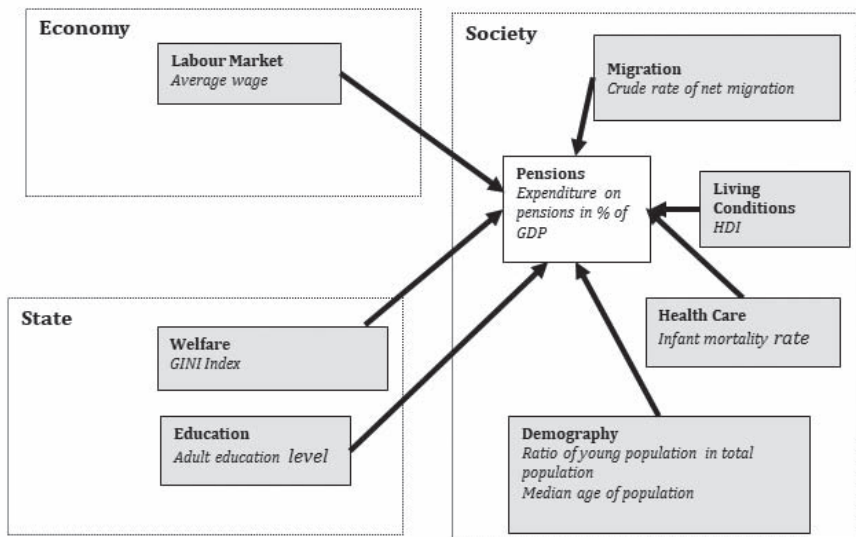 Economy
Labour Market
Average wage
Society
Migration
Crude rate of net migration
Pensions
Expenditure on
pensions in % of
GDP
Living
Conditions
HDI
Health Care
Infant mortality rate
State
Welfare
GINI Index
Education
Adult education level
Demography
Ratio of young population in total
population
Median age of population